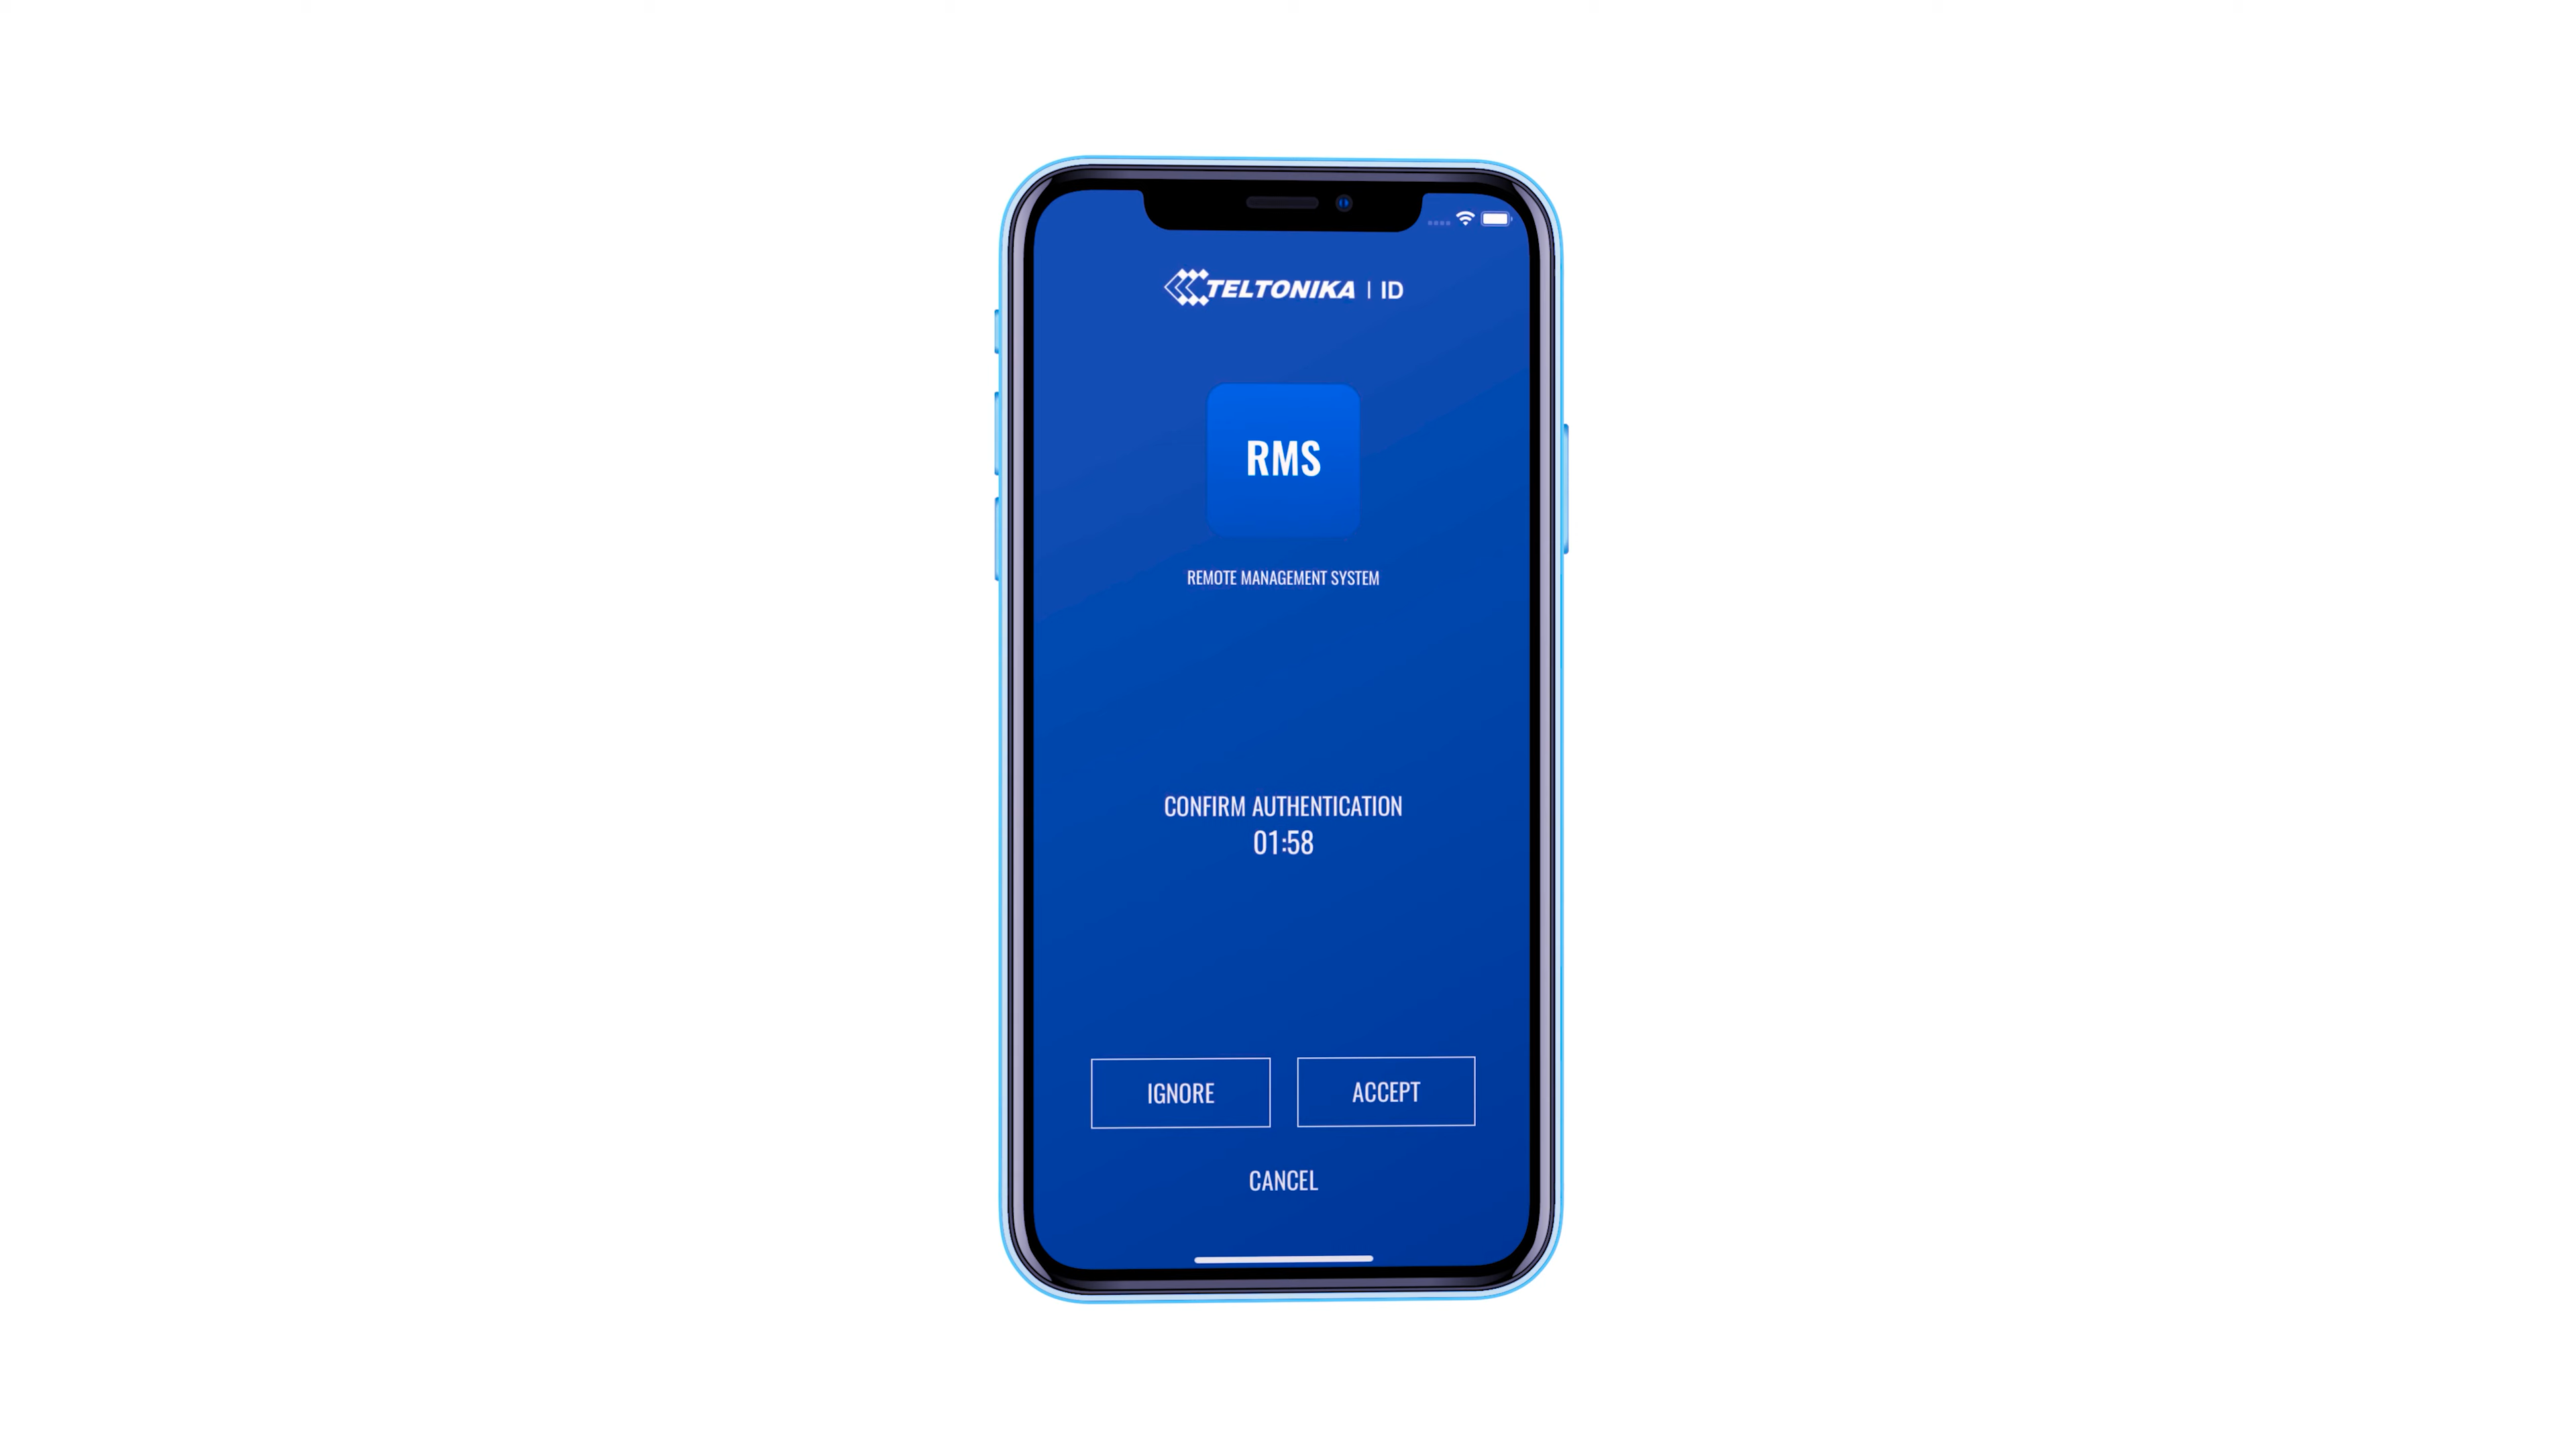 TELTONIKA | ID
RMS
REMOTE MANAGEMENT SYSTEM
CONFIRM AUTHENTICATION
01:58
IGNORE
ACCEPT
CANCEL